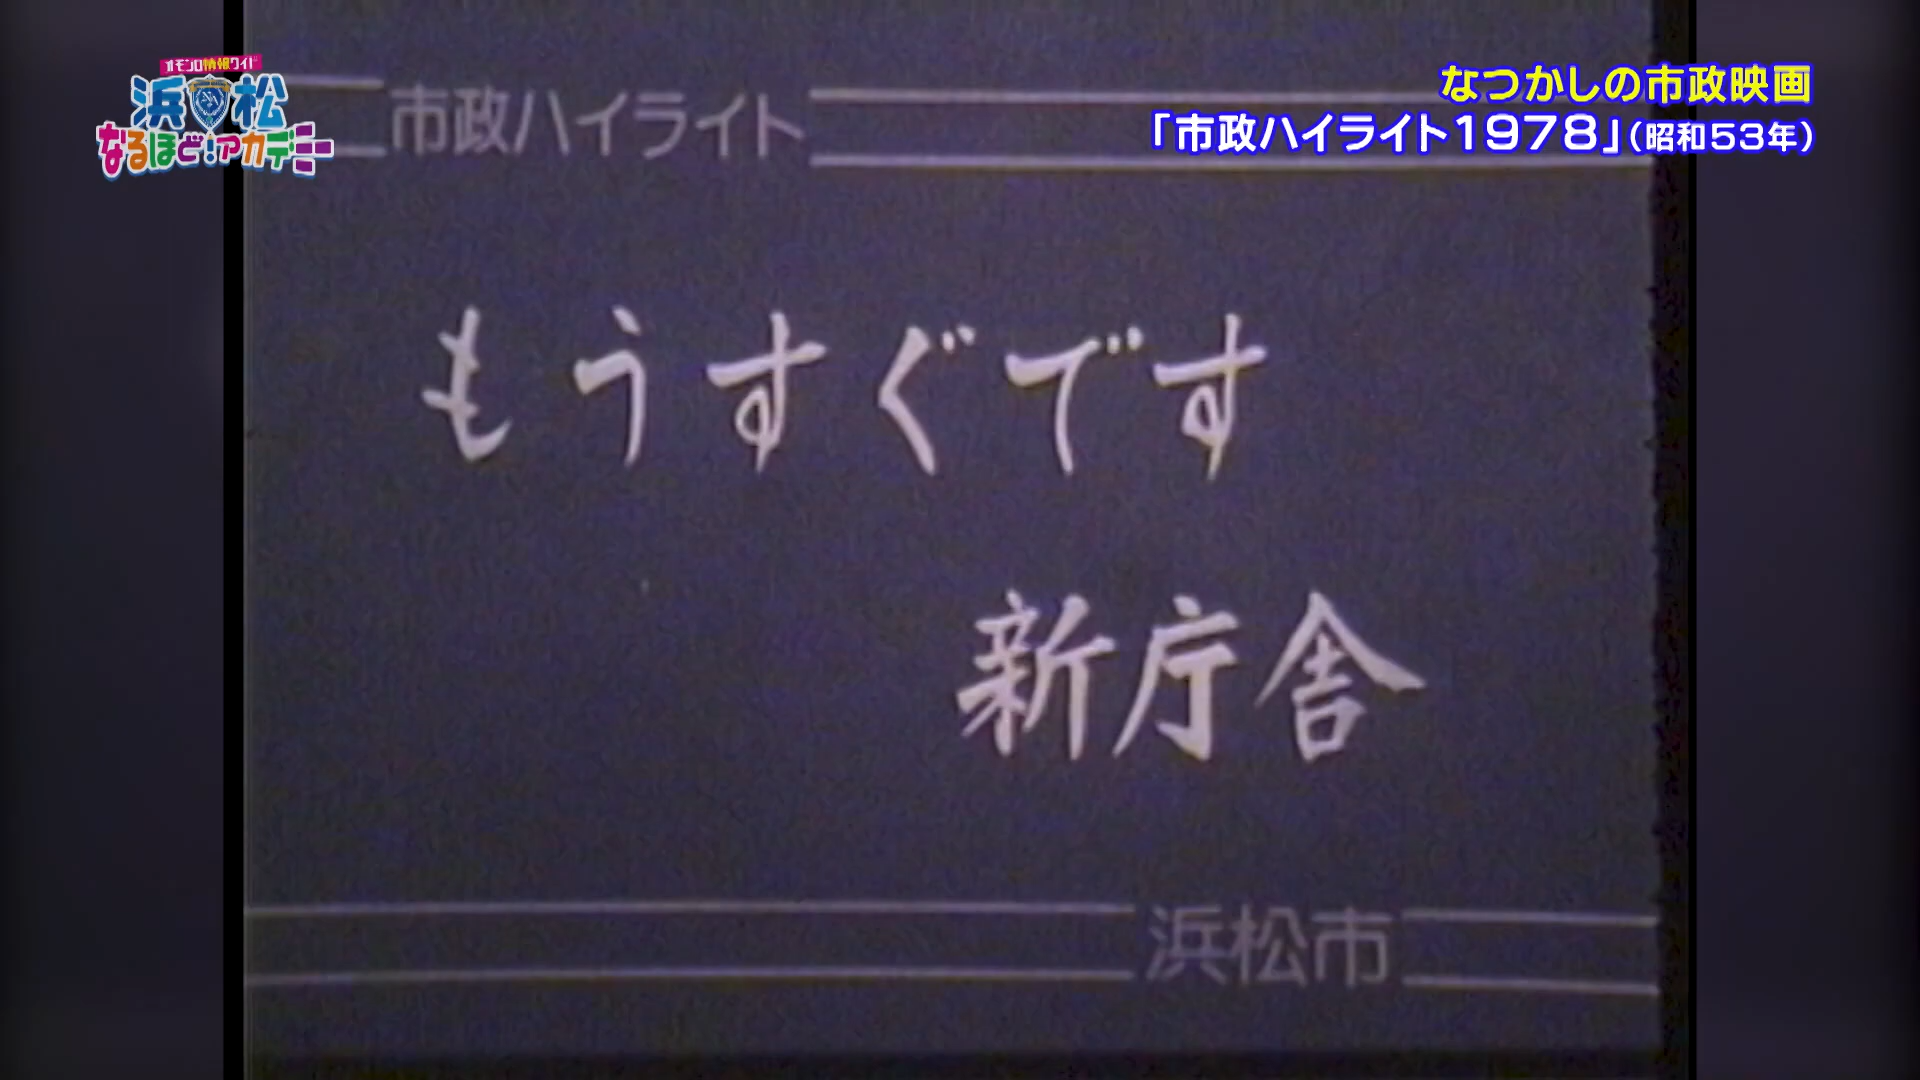 オモシロ情報ワイド
浜松
なるほど!アカデミー
なつかしの市政映画
「市政ハイライト1978」(昭和53年)
市政ハイライト
もうすぐです
新庁舎
浜松市